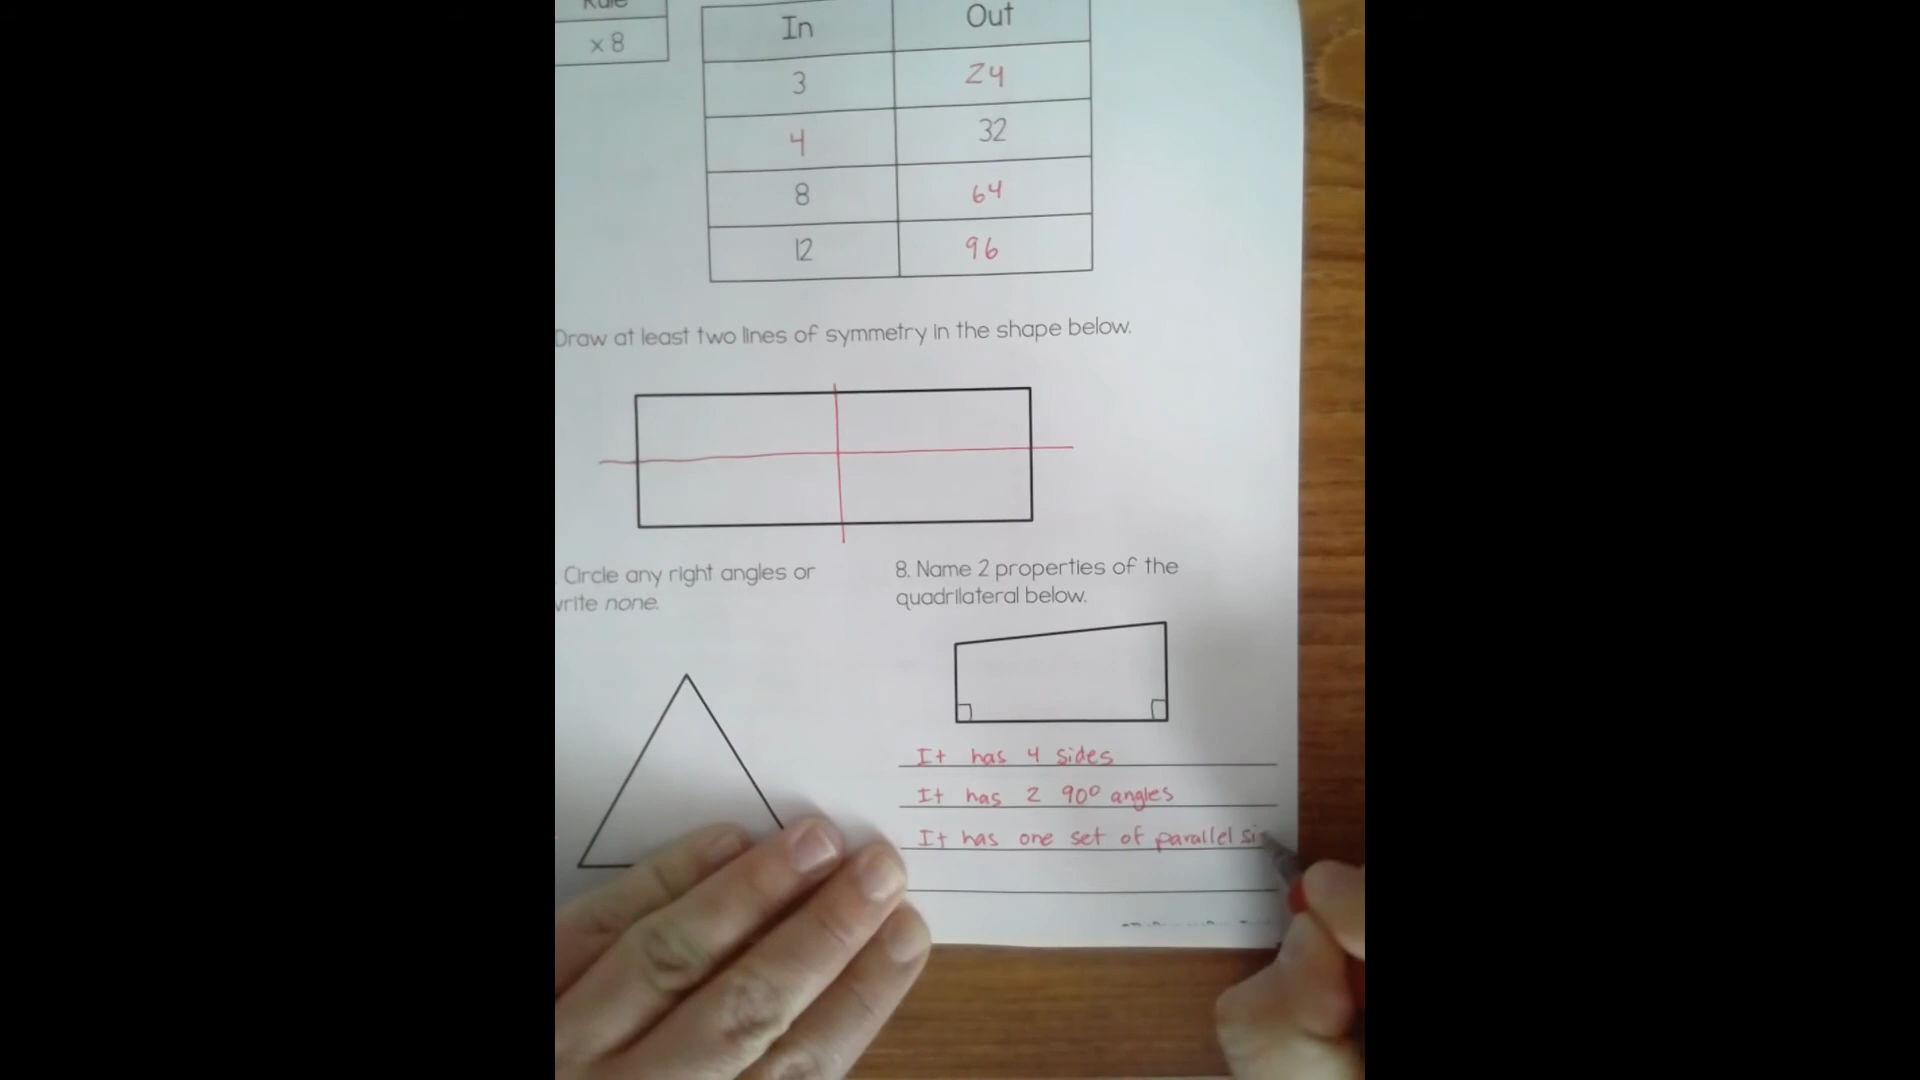 Rule
x 8
In Out
3 24
4 32
8 64
12 96
Draw at least two lines of symmetry in the shape below.
Circle any right angles or
write none.
8. Name 2 properties of the
quadrilateral below.
It has 4 sides
It has 2 90° angles
It has one set of parallel si